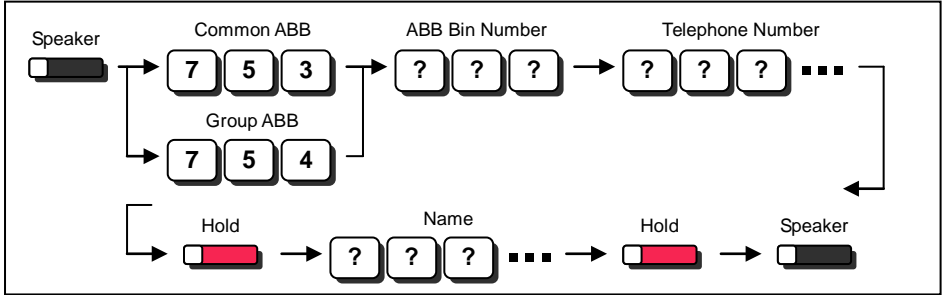 Speaker
Common ABB
ABB Bin Number
Telephone Number
7 5 3
? ? ?
? ? ?
Group ABB
7 5 4
Hold
Name
Hold
Speaker
? ? ?